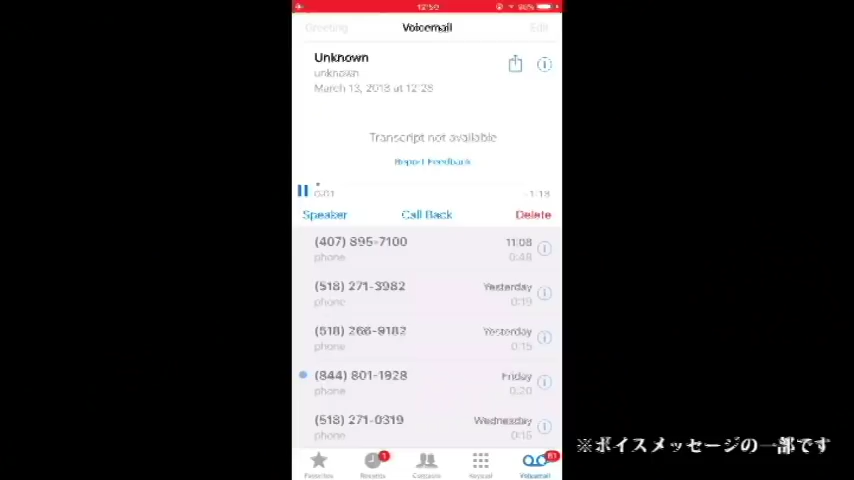 12:50
90%
Greeting
Voicemail
Edit
Unknown
unknown
March 13, 2018 at 12:28
Transcript not available
Report Feedback
0:01
-1:13
Speaker
Call Back
Delete
(407) 895-7100
11:08
phone
0:48
(518) 271-3982
Yesterday
phone
0:19
(518) 266-9182
Yesterday
phone
0:15
(844) 801-1928
Friday
phone
0:20
(518) 271-0319
Wednesday
phone
0:15
※ボイスメッセージの一部です
1
81
Favorites
Recents
Contacts
Keypad
Voicemail